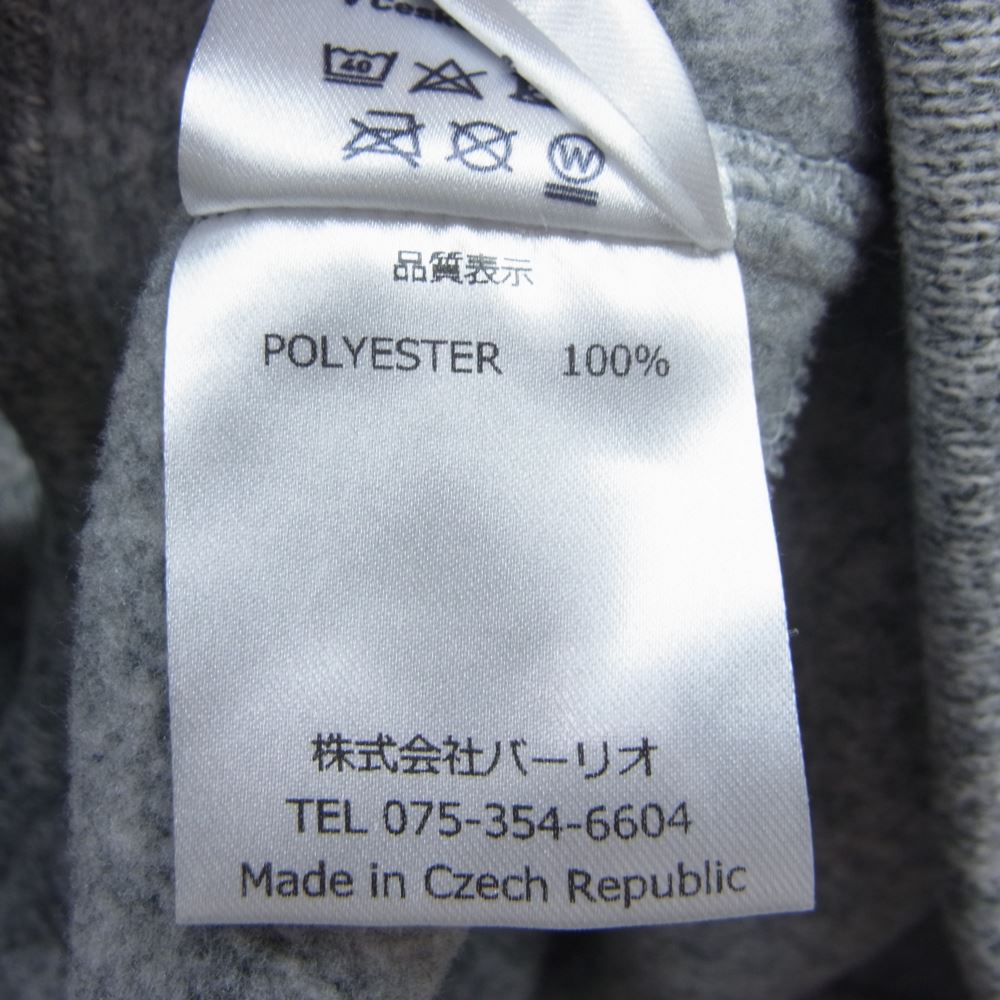 40
W
品質表示
POLYESTER 100%
株式会社バーリオ
TEL 075-354-6604
Made in Czech Republic